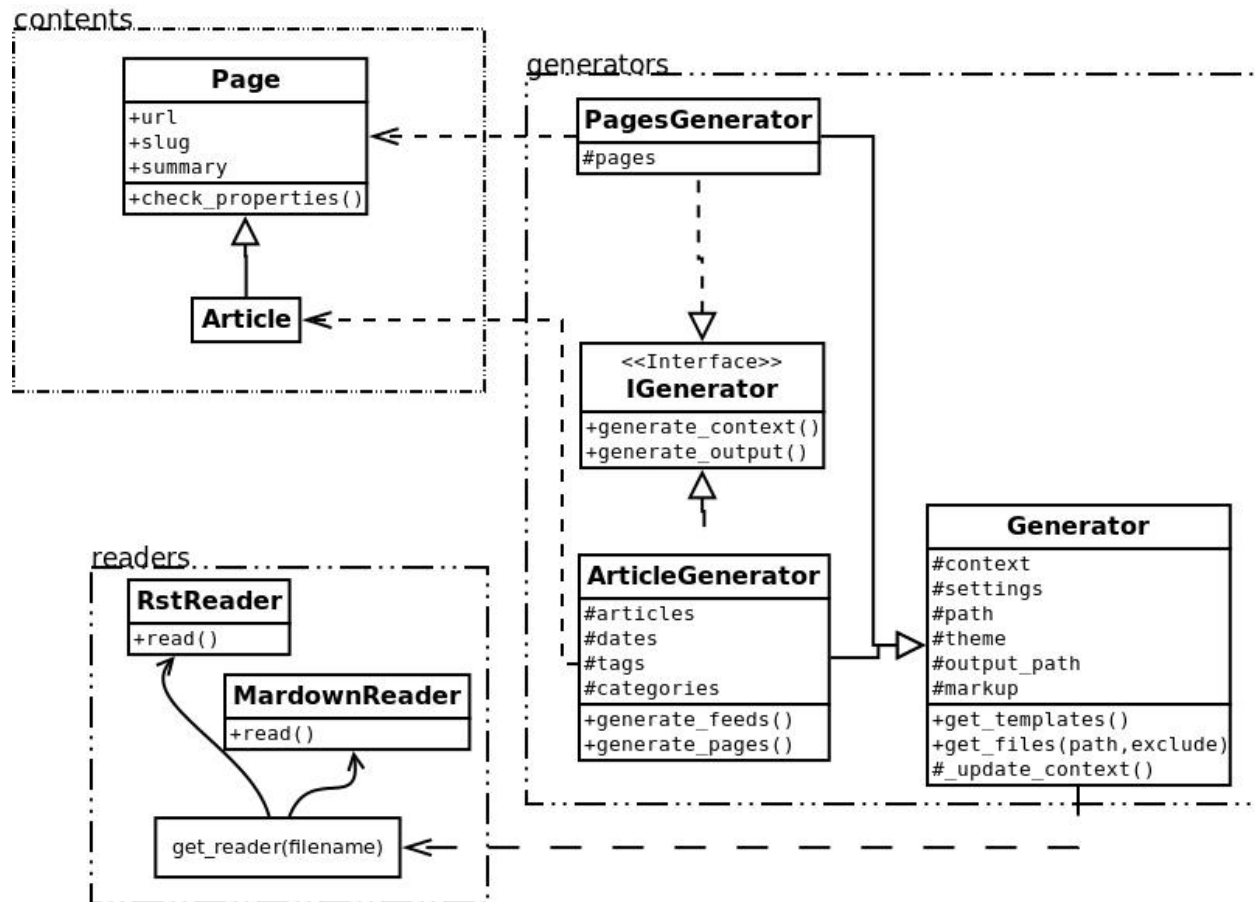 contents
Page
+url
+slug
+summary
+check_properties()
Article
generators
PagesGenerator
#pages
<<Interface>>
IGenerator
+generate_context()
+generate_output()
ArticleGenerator
#articles
#dates
#tags
#categories
+generate_feeds()
+generate_pages()
Generator
#context
#settings
#path
#theme
#output_path
#markup
+get_templates()
+get_files(path,exclude)
#_update_context()
readers
RstReader
+read()
MardownReader
+read()
get_reader(filename)